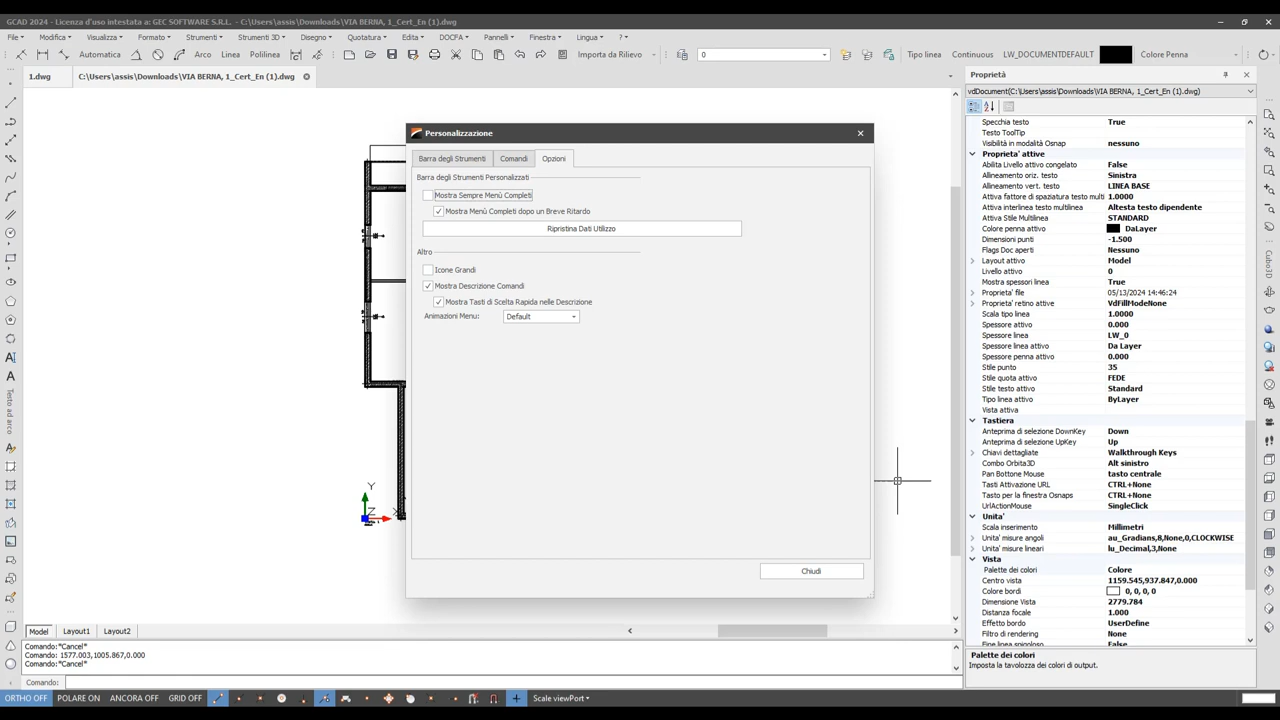 GCAD 2024 - Licenza d'uso intestata a: GEC SOFTWARE S.R.L. - C:\Users\assis\Downloads\VIA BERNA, 1_Cert_En (1).dwg
File Modifica Visualizza Formato Strumenti Strumenti 3D Disegno Quotatura Editing DOCFA Pannelli Finestra Lingua
Automatica Arco Linea Polilinea Importa da Rilievo 0 Tipo linea Continuous LW_DOCUMENTDEFAULT Colore Penna
1.dwg C:\Users\assis\Downloads\VIA BERNA, 1_Cert_En (1).dwg
Proprietà
vdDocument(C:\Users\assis\Downloads\VIA BERNA, 1_Cert_En (1).dwg)
Specchia testo True
Testo ToolTip
Visibilità in modalità Osnap nessuno
Proprieta' attive
Abilita Livello attivo congelato False
Allineamento oriz. testo Sinistra
Allineamento vert. testo LINEA BASE
Attiva fattore di spaziatura testo multi 1.0000
Attiva interlinea testo multilinea Altesta testo dipendente
Attiva Stile Multilinea STANDARD
Colore penna attivo DaLayer
Dimensioni punti -1.500
Flags Doc aperti Nessuno
Layout attivo Model
Livello attivo 0
Mostra spessori linea True
Proprieta' file 05/13/2024 14:46:24
Proprieta' retino attive VdFillModeNone
Scala tipo linea 1.0000
Spessore attivo 0.000
Spessore linea LW_0
Spessore linea attivo Da Layer
Spessore penna attivo 0.000
Stile punto 35
Stile quota attivo FEDE
Stile testo attivo Standard
Tipo linea attivo ByLayer
Vista attiva
Tastiera
Anteprima di selezione DownKey Down
Anteprima di selezione UpKey Up
Chiavi dettagliate Walkthrough Keys
Combo Orbita3D Alt sinistro
Pan Bottone Mouse tasto centrale
Tasti Attivazione URL CTRL+None
Tasto per la finestra Osnaps CTRL+None
UrlActionMouse SingleClick
Unita'
Scala inserimento Millimetri
Unita' misure angoli au_Gradians,8,None,0,CLOCKWISE
Unita' misure lineari lu_Decimal,3,None
Vista
Palette dei colori Colore
Centro vista 1159.545,937.847,0.000
Colore bordi 0, 0, 0, 0
Dimensione Vista 2779.784
Distanza focale 1.000
Effetto bordo UserDefine
Filtro di rendering None
Fine linea spigoloso False
Palette dei colori
Imposta la tavolozza dei colori di output.
Personalizzazione
Barra degli Strumenti Comandi Opzioni
Barra degli Strumenti Personalizzati
Mostra Sempre Menù Completi
Mostra Menù Completi dopo un Breve Ritardo
Ripristina Dati Utilizzo
Altro
Icone Grandi
Mostra Descrizione Comandi
Mostra Tasti di Scelta Rapida nelle Descrizione
Animazioni Menu: Default
Chiudi
Testo ad arco
Cubi3D
Y
Z
X
Model Layout1 Layout2
Comando:*Cancel*
Comando: 1577.003,1005.867,0.000
Comando:*Cancel*
Comando:
ORTHO OFF POLARE ON ANCORA OFF GRID OFF Scale viewPort